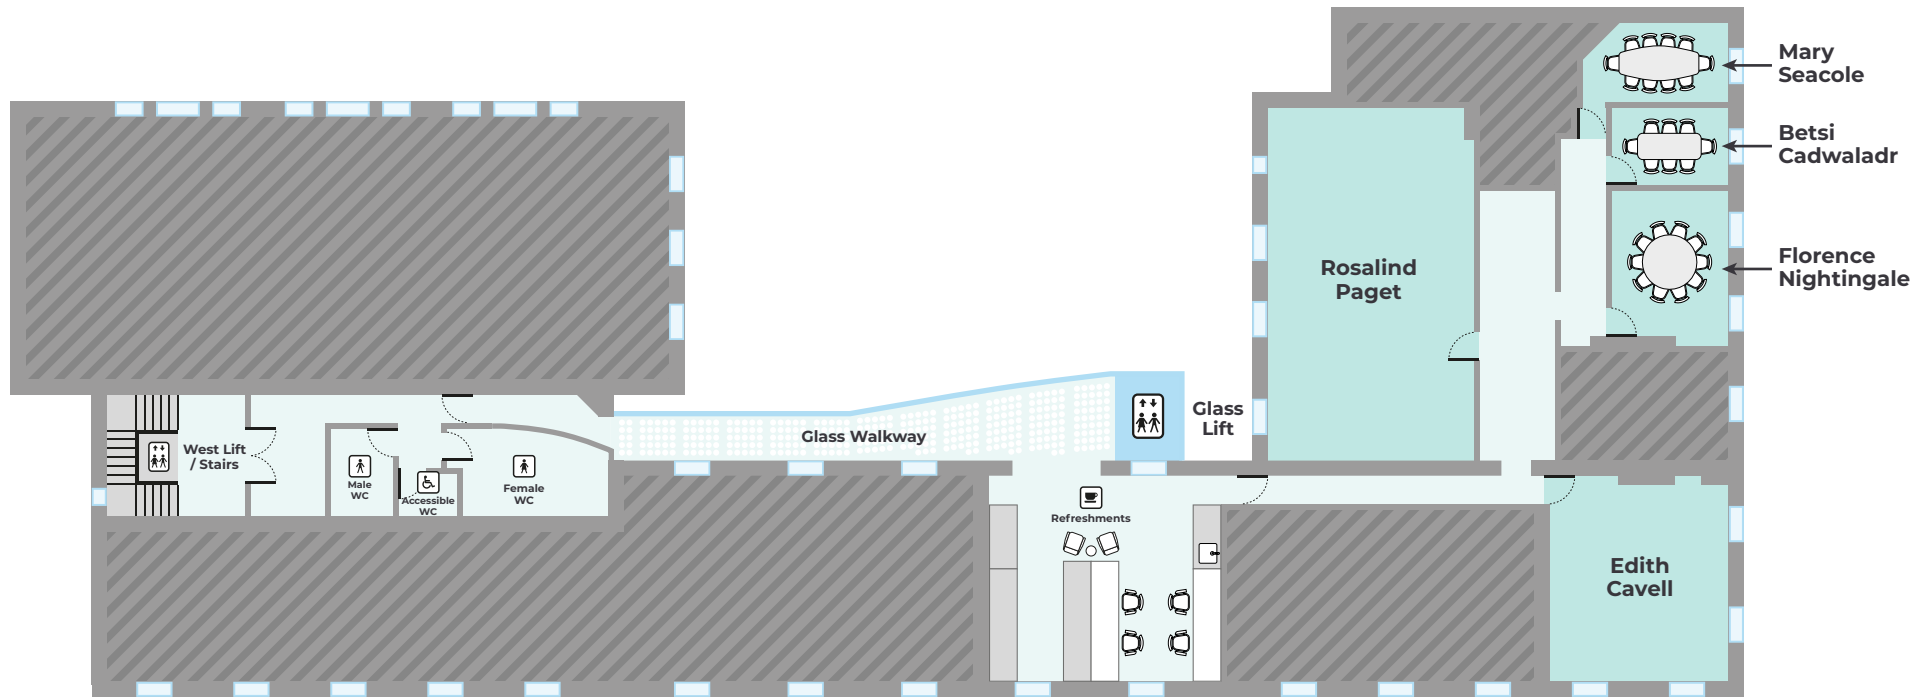 Mary
Seacole
Betsi
Cadwaladr
Florence
Nightingale
Rosalind
Paget
Glass
Lift
Glass Walkway
West Lift
/ Stairs
Male
WC
Accessible
WC
Female
WC
Refreshments
Edith
Cavell